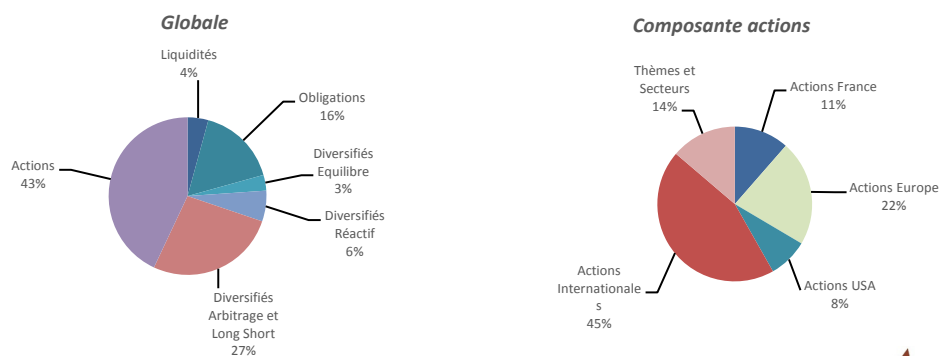 Globale
Liquidités
4%
Obligations
16%
Diversifiés
Equilibre
3%
Diversifiés
Réactif
6%
Diversifiés
Arbitrage et
Long Short
27%
Actions
43%
Composante actions
Thèmes et
Secteurs
14%
Actions France
11%
Actions Europe
22%
Actions USA
8%
Actions
Internationale
s
45%